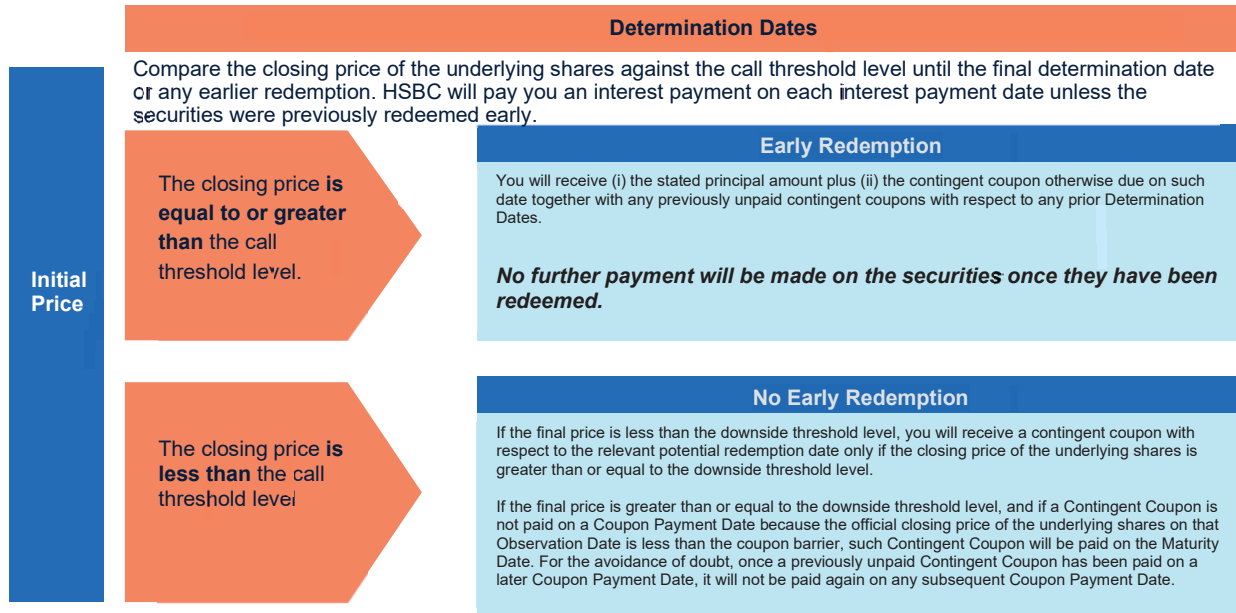 Determination Dates
Compare the closing price of the underlying shares against the call threshold level until the final determination date
or any earlier redemption. HSBC will pay you an interest payment on each interest payment date unless the
securities were previously redeemed early.
Initial
Price
The closing price is
equal to or greater
than the call
threshold level.
Early Redemption
You will receive (i) the stated principal amount plus (ii) the contingent coupon otherwise due on such
date together with any previously unpaid contingent coupons with respect to any prior Determination
Dates.
No further payment will be made on the securities once they have been
redeemed.
The closing price is
less than the call
threshold level
No Early Redemption
If the final price is less than the downside threshold level, you will receive a contingent coupon with
respect to the relevant potential redemption date only if the closing price of the underlying shares is
greater than or equal to the downside threshold level.
If the final price is greater than or equal to the downside threshold level, and if a Contingent Coupon is
not paid on a Coupon Payment Date because the official closing price of the underlying shares on that
Observation Date is less than the coupon barrier, such Contingent Coupon will be paid on the Maturity
Date. For the avoidance of doubt, once a previously unpaid Contingent Coupon has been paid on a
later Coupon Payment Date, it will not be paid again on any subsequent Coupon Payment Date.